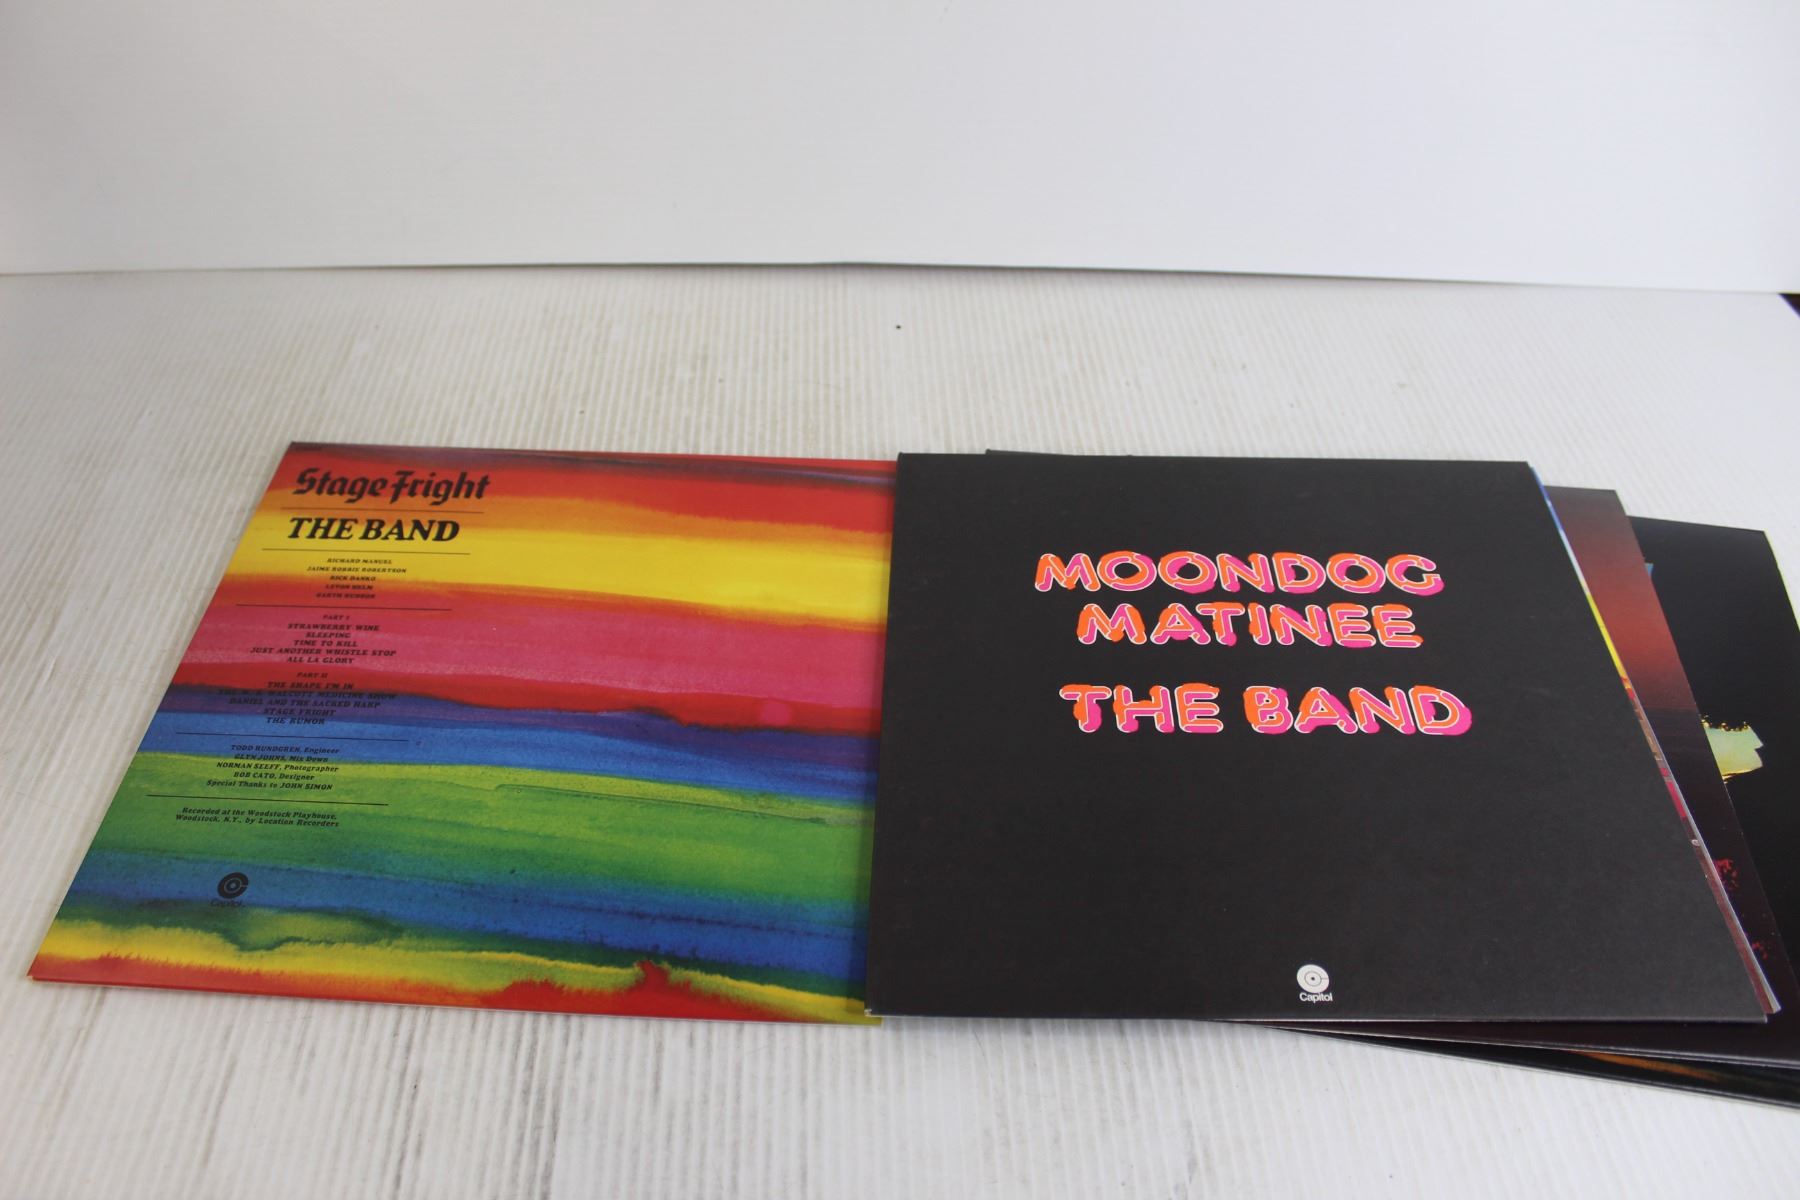 Stage Fright
THE BAND
RICHARD MANUEL
JAIME ROBBIE ROBERTSON
RICK DANKO
LEVON HELM
GARTH HUDSON
PART I
STRAWBERRY WINE
SLEEPING
TIME TO KILL
JUST ANOTHER WHISTLE STOP
ALL LA GLORY
PART II
THE SHAPE I'M IN
THE W. S. WALCOTT MEDICINE SHOW
DANIEL AND THE SACRED HARP
STAGE FRIGHT
THE RUMOR
TODD RUNDGREN, Engineer
GLYN JOHNS, Mix Down
NORMAN SEEFF, Photographer
BOB CATO, Designer
Special Thanks to JOHN SIMON
Recorded at the Woodstock Playhouse,
Woodstock, N.Y., by Location Recorders
Capitol
MOONDOG
MATINEE
THE BAND
Capitol